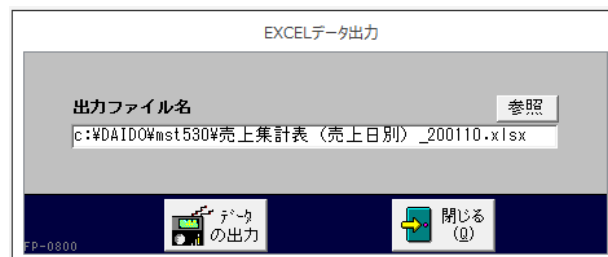 EXCELデータ出力
出力ファイル名
参照
c:¥DAIDO¥mst530¥売上集計表（売上日別）_200110.xlsx
データ
の出力
閉じる
(Q)
FP-0800